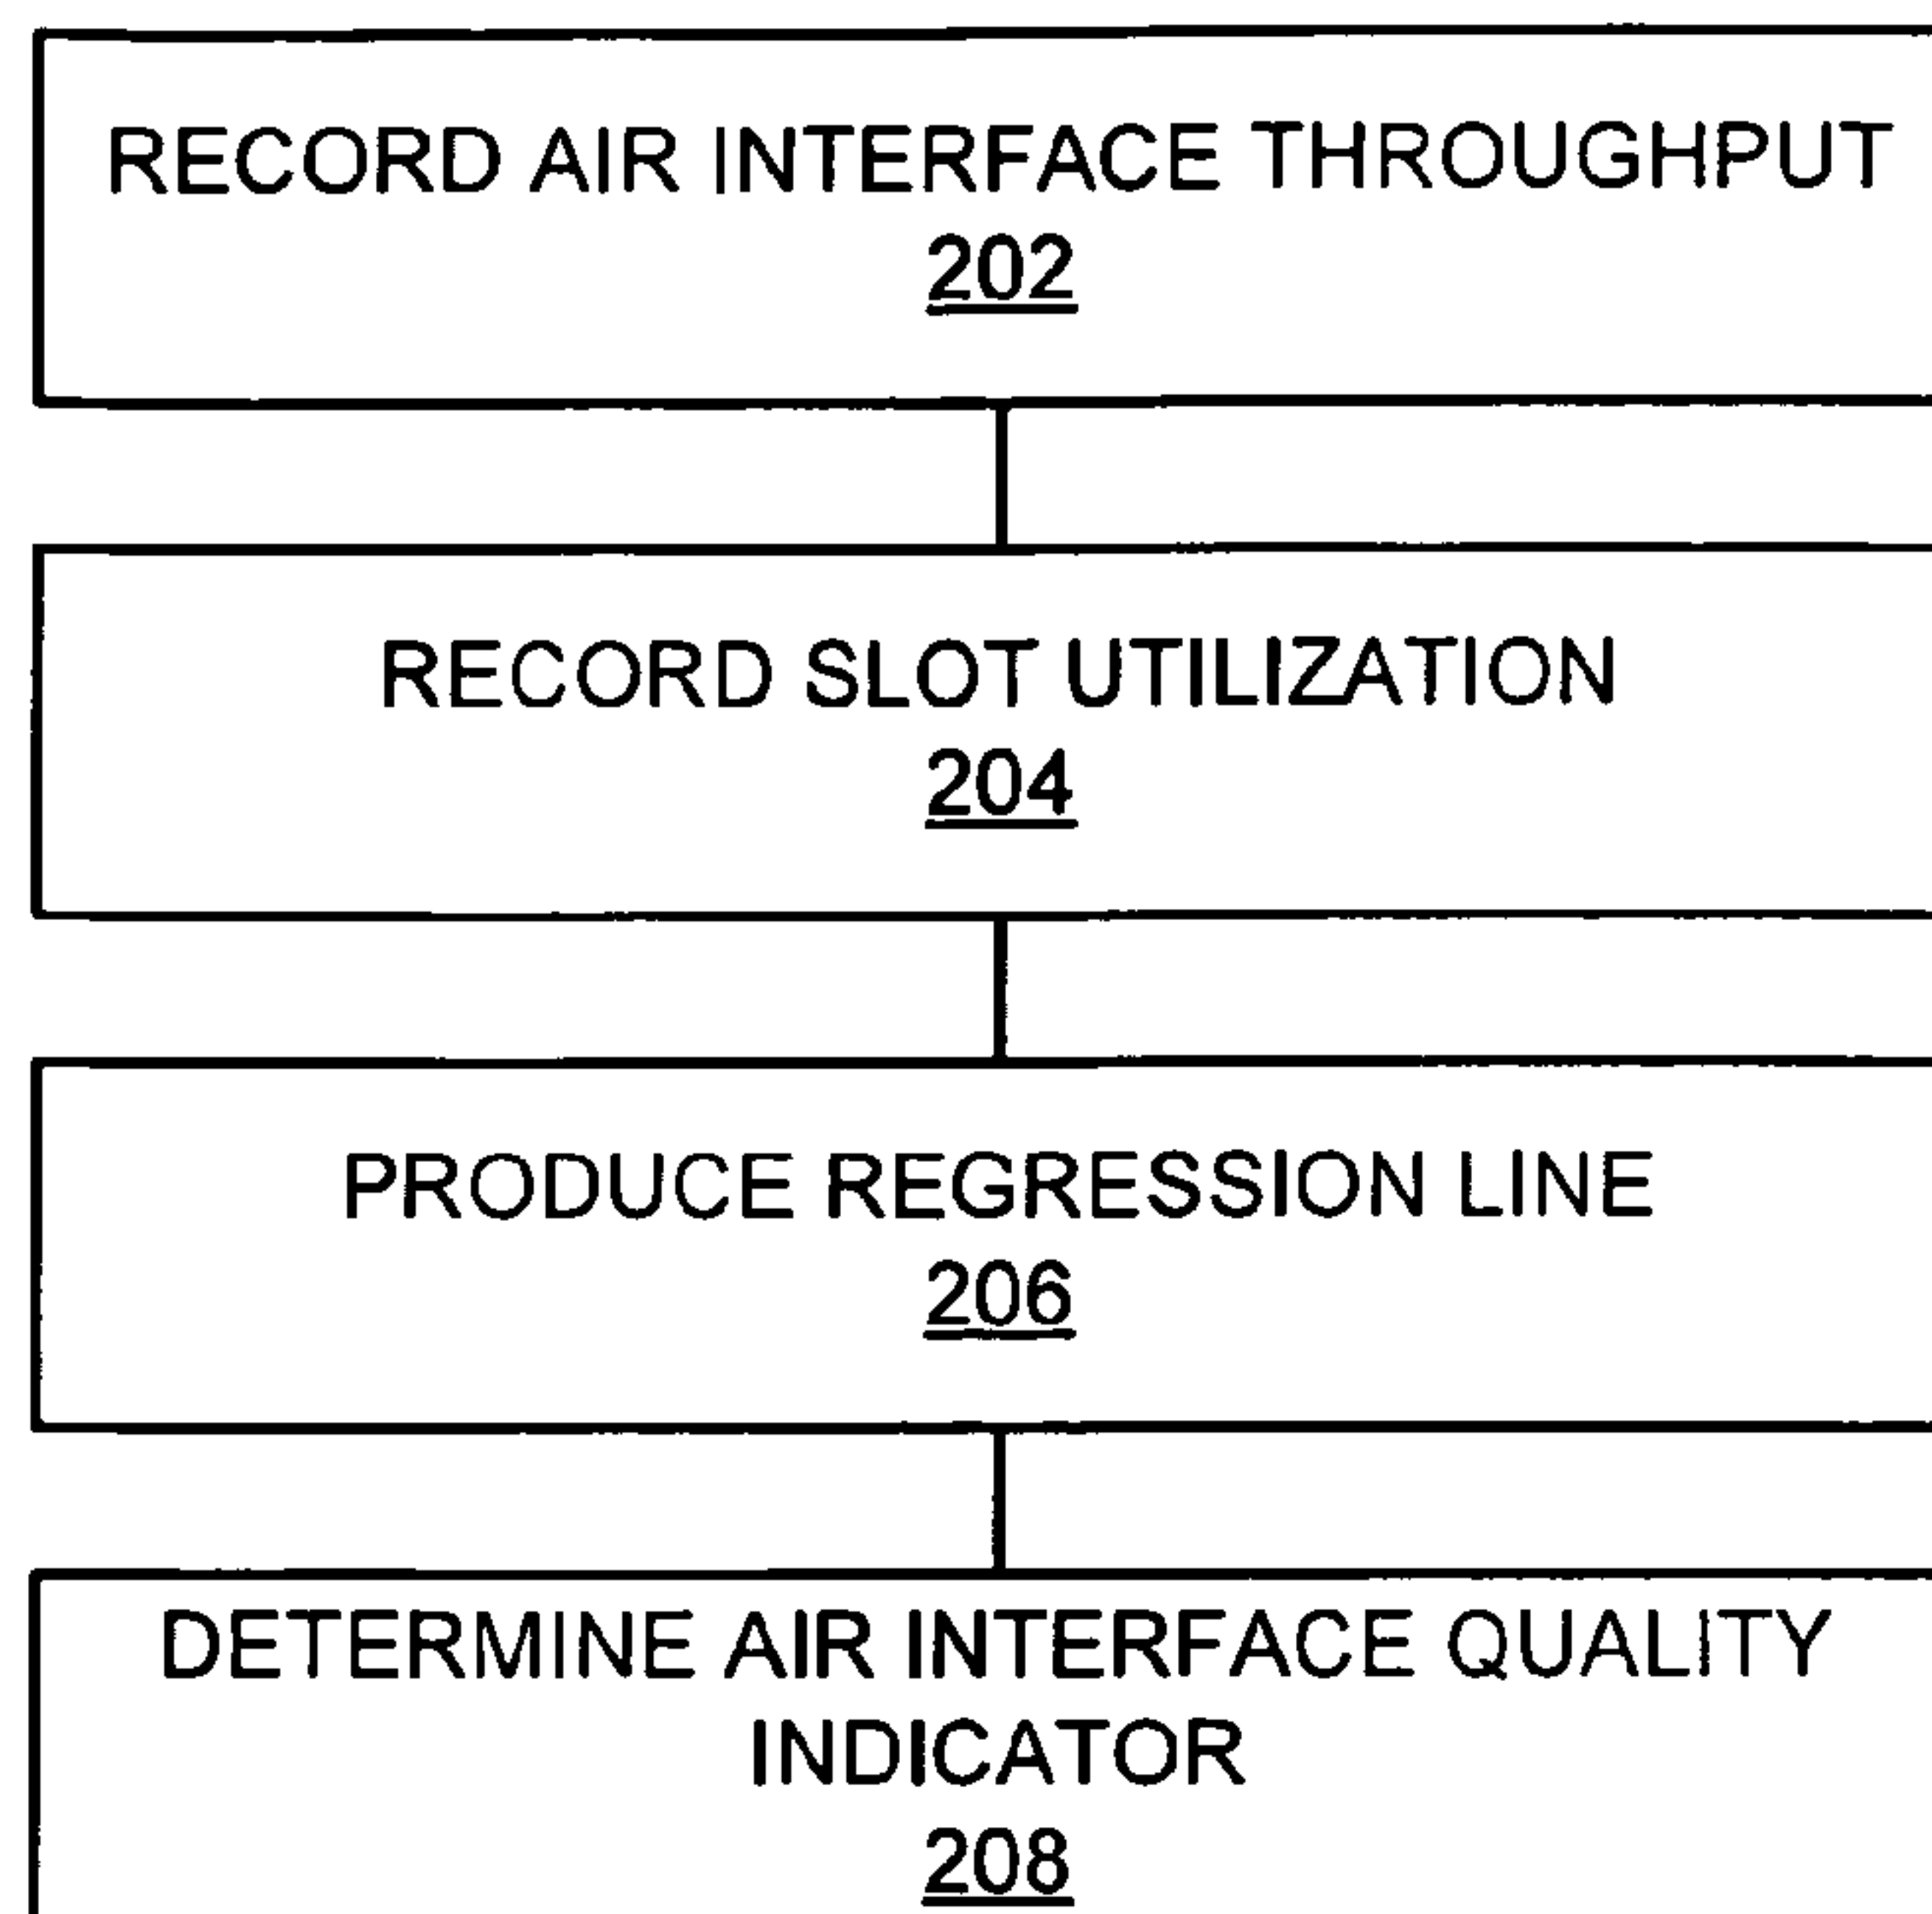 RECORD AIR INTERFACE THROUGHPUT
202
RECORD SLOT UTILIZATION
204
PRODUCE REGRESSION LINE
206
DETERMINE AIR INTERFACE QUALITY
INDICATOR
208